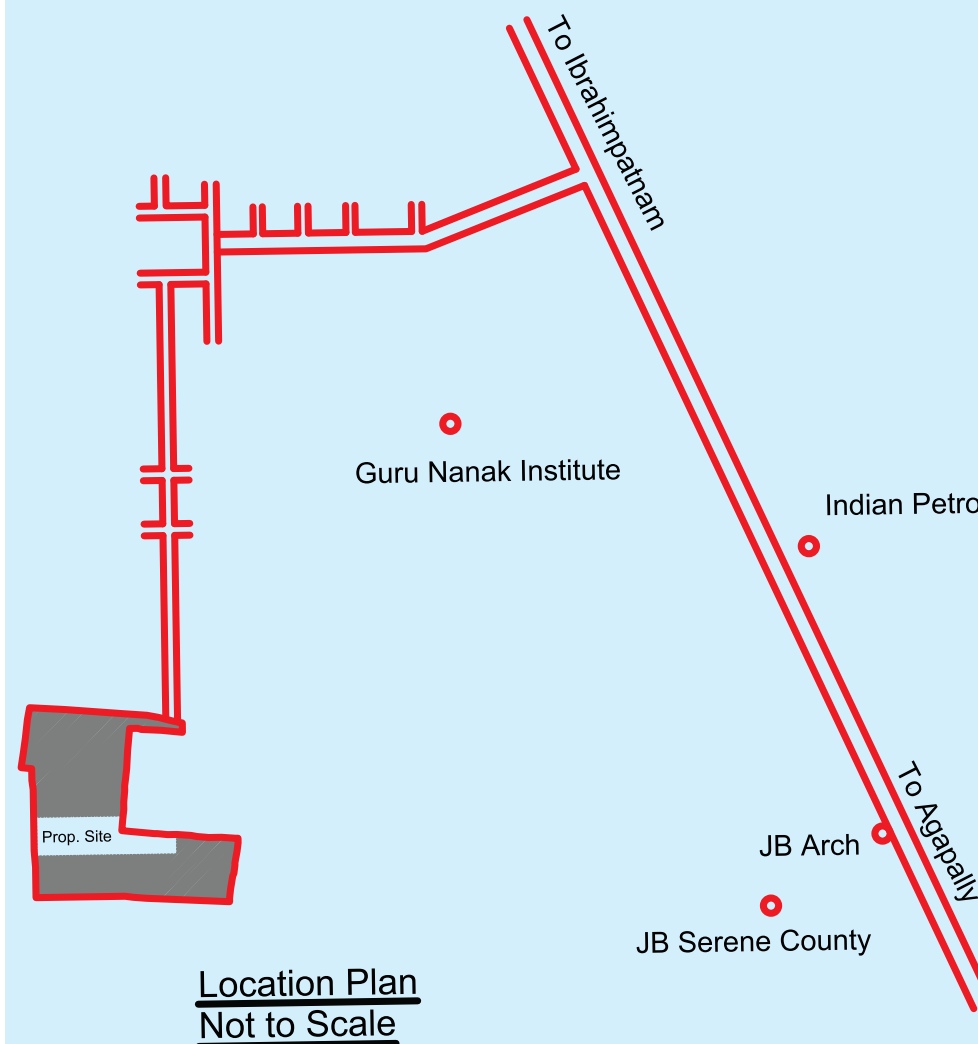 To Ibrahimpatnam
Guru Nanak Institute
Indian Petro
To Agapally
Prop. Site
JB Arch
JB Serene County
Location Plan
Not to Scale